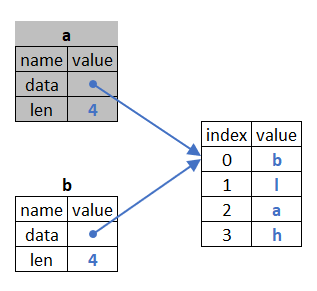 a
name value
data
len 4
index value
0 b
1 l
2 a
3 h
b
name value
data
len 4